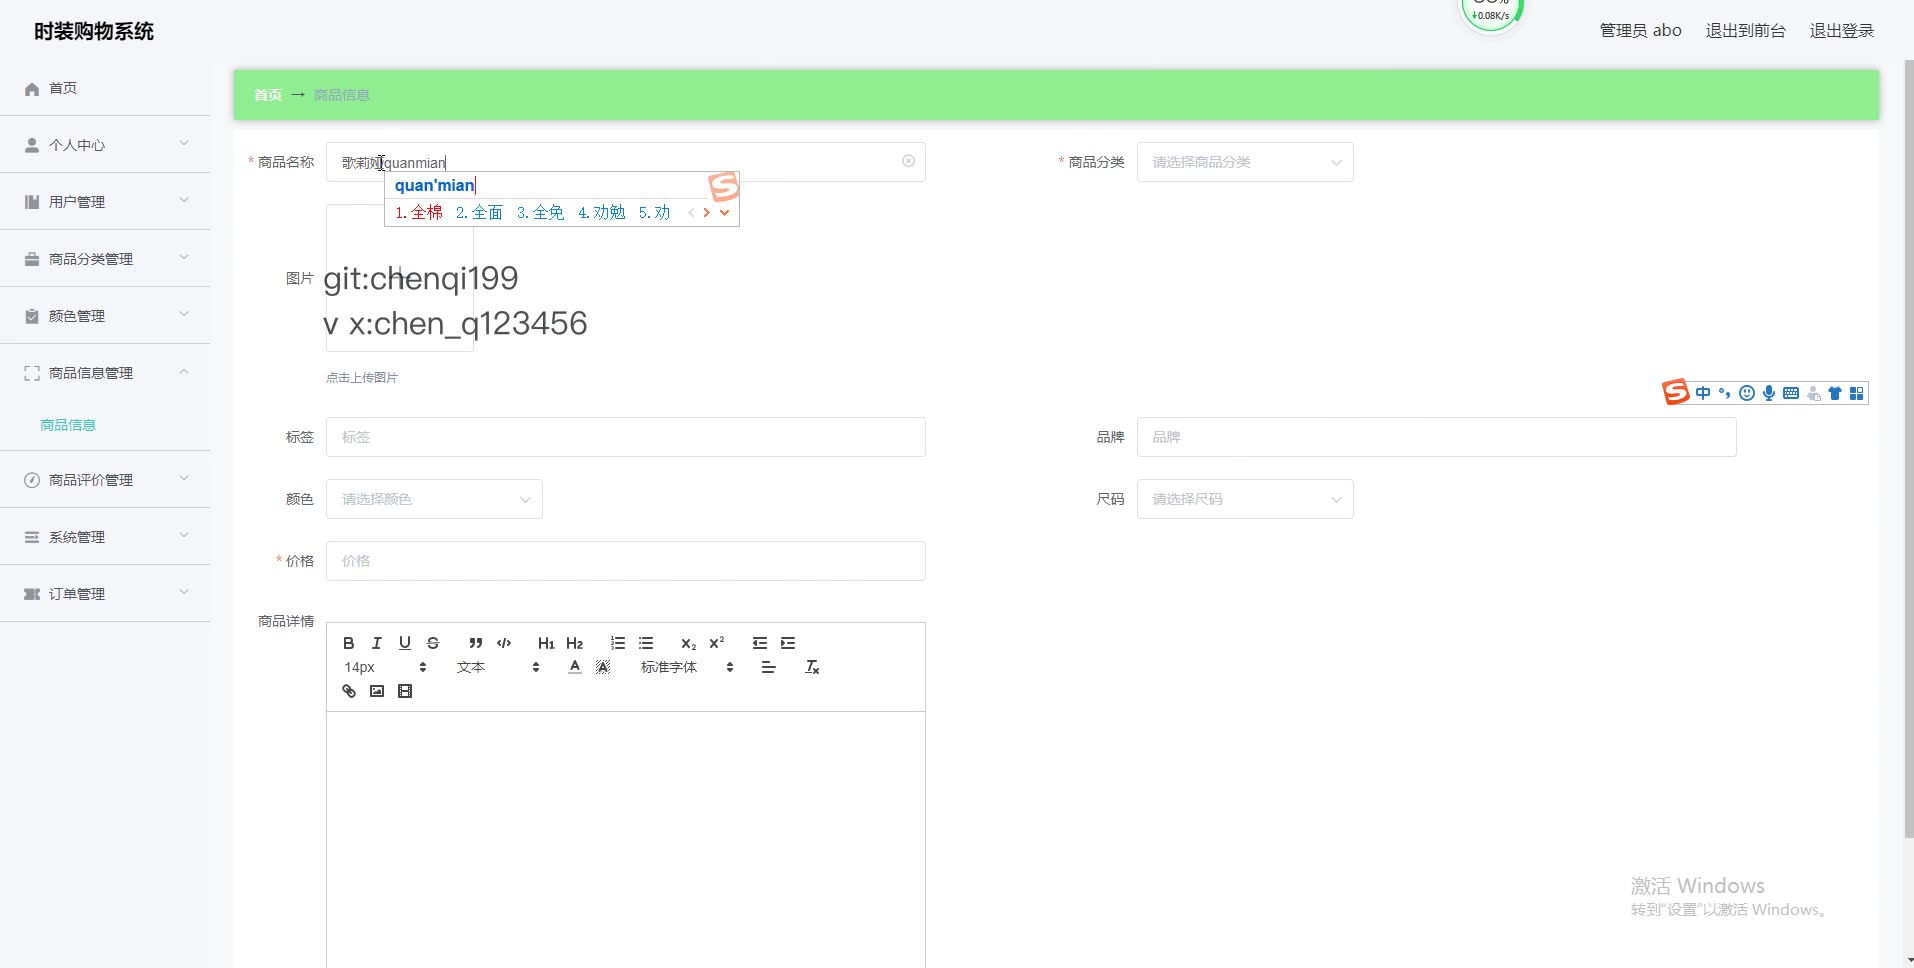 时装购物系统
↓0.08K/s
管理员 abo 退出到前台 退出登录
首页
个人中心
用户管理
商品分类管理
颜色管理
商品信息管理
商品信息
商品评价管理
系统管理
订单管理
首页 → 商品信息
* 商品名称 歌莉娅quanmian
* 商品分类 请选择商品分类
quan'mian
1.全棉 2.全面 3.全免 4.劝勉 5.劝
图片
git:chenqi199
v x:chen_q123456
点击上传图片
中
标签 标签
品牌 品牌
颜色 请选择颜色
尺码 请选择尺码
* 价格 价格
商品详情
B I U S H1 H2 X₂ X²
14px 文本 A A 标准字体 Tx
激活 Windows
转到“设置”以激活 Windows。